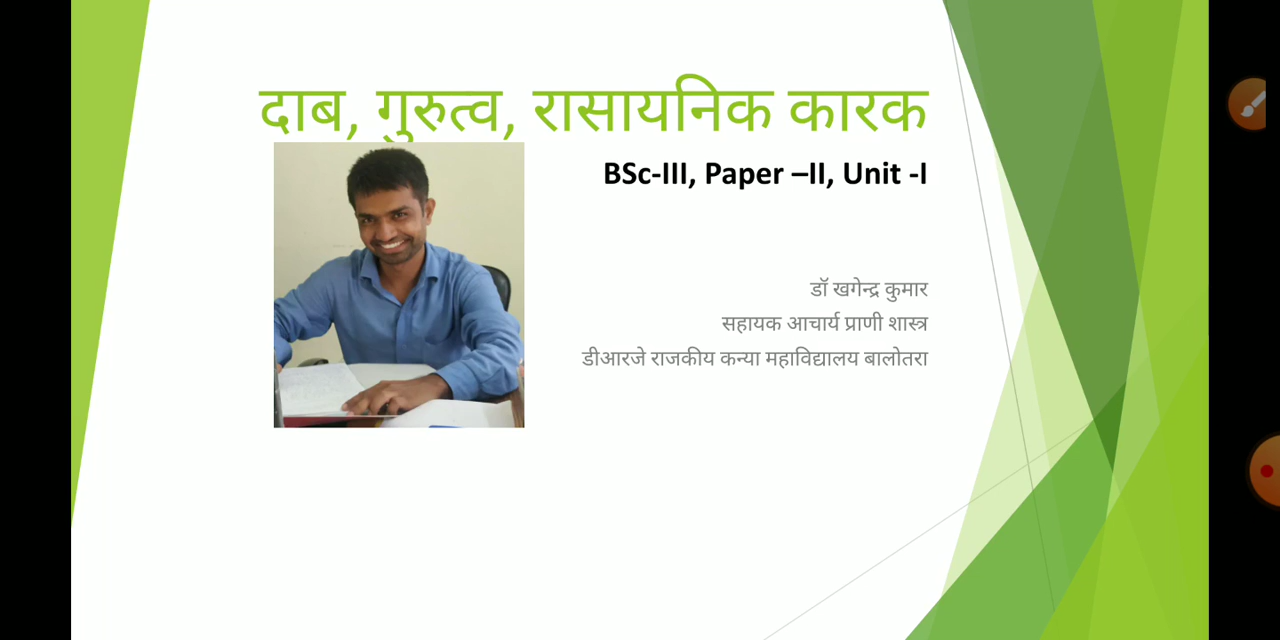 दाब, गुरुत्व, रासायनिक कारक
BSc-III, Paper –II, Unit -I
डॉ खगेन्द्र कुमार
सहायक आचार्य प्राणी शास्त्र
डीआरजे राजकीय कन्या महाविद्यालय बालोतरा